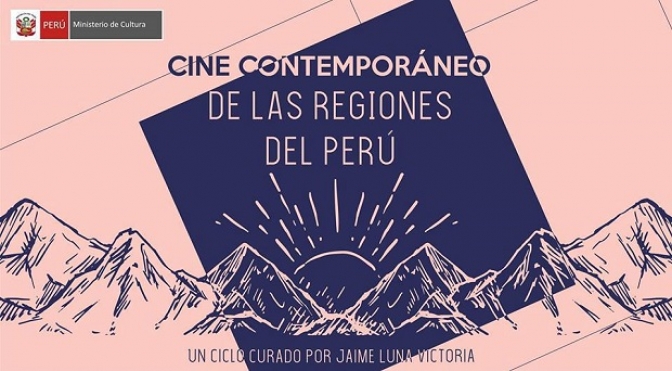 PERÚ Ministerio de Cultura
CINE CONTEMPORÁNEO
DE LAS REGIONES
DEL PERÚ
UN CICLO CURADO POR JAIME LUNA VICTORIA